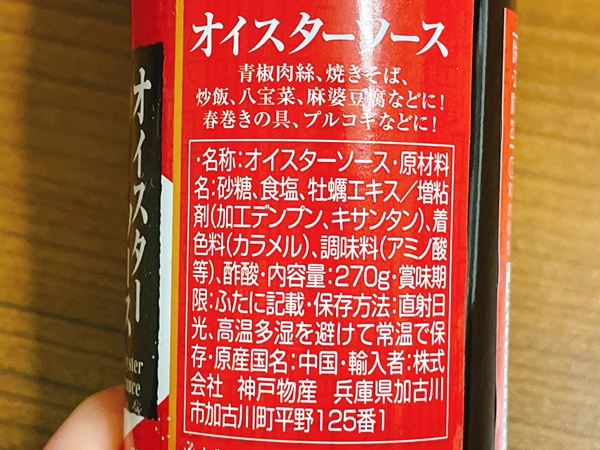 オイスターソース
青椒肉絲、焼きそば、
炒飯、八宝菜、麻婆豆腐などに!
春巻きの具、プルコギなどに!
・名称:オイスターソース・原材料
名:砂糖、食塩、牡蠣エキス/増粘
剤(加工デンプン、キサンタン)、着
色料(カラメル)、調味料(アミノ酸
等)、酢酸・内容量:270g・賞味期
限:ふたに記載・保存方法:直射日
光、高温多湿を避けて常温で保
存・原産国名:中国・輸入者:株式
会社 神戸物産 兵庫県加古川
市加古川町平野125番1
オイスター